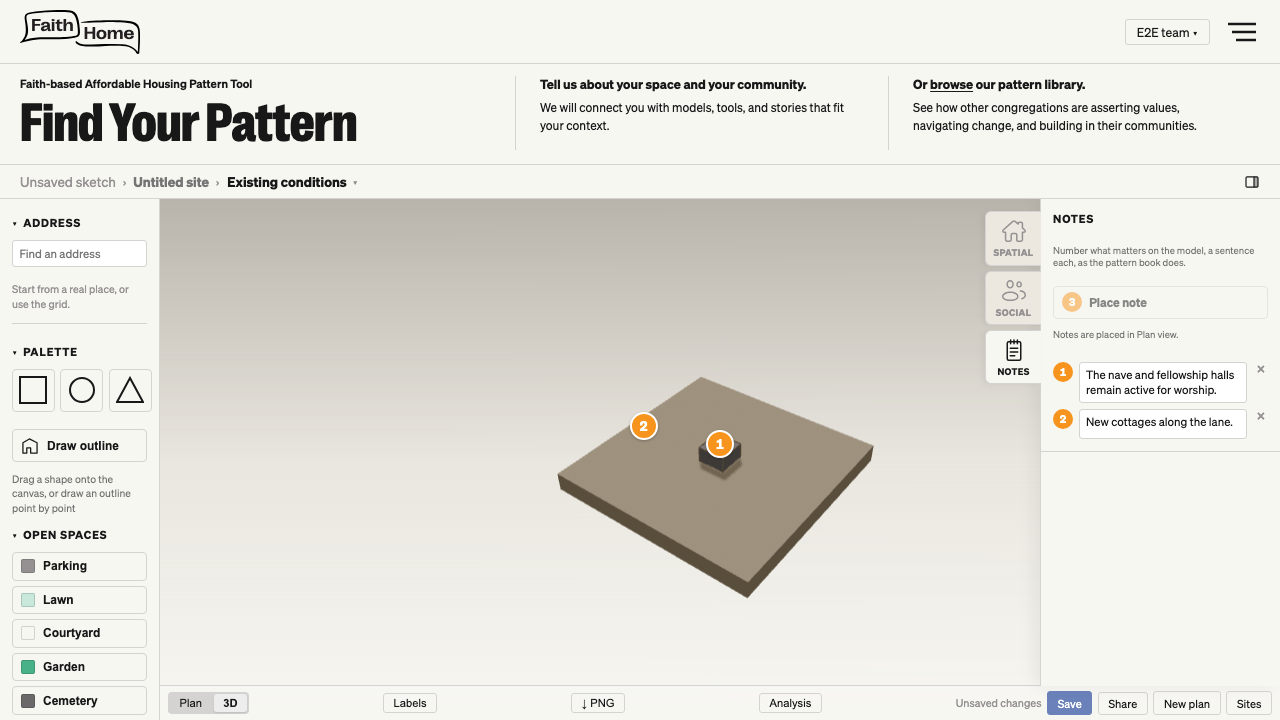 Faith
Home
E2E team ▾
Faith-based Affordable Housing Pattern Tool
Find Your Pattern
Tell us about your space and your community.
We will connect you with models, tools, and stories that fit
your context.
Or browse our pattern library.
See how other congregations are asserting values,
navigating change, and building in their communities.
Unsaved sketch › Untitled site › Existing conditions ▾
▾ ADDRESS
Find an address
Start from a real place, or
use the grid.
▾ PALETTE
Draw outline
Drag a shape onto the
canvas, or draw an outline
point by point
▾ OPEN SPACES
Parking
Lawn
Courtyard
Garden
Cemetery
2
1
SPATIAL
SOCIAL
NOTES
NOTES
Number what matters on the model, a sentence
each, as the pattern book does.
3 Place note
Notes are placed in Plan view.
1 The nave and fellowship halls
remain active for worship. ×
2 New cottages along the lane. ×
Plan 3D
Labels
↓ PNG
Analysis
Unsaved changes
Save
Share
New plan
Sites